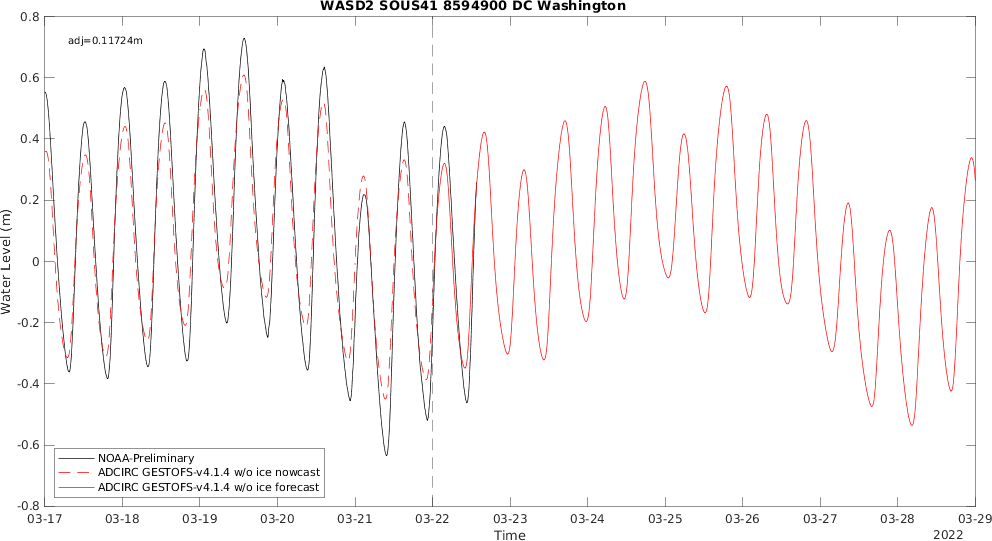 WASD2 SOUS41 8594900 DC Washington
adj=0.11724m
Water Level (m)
0.8
0.6
0.4
0.2
0
-0.2
-0.4
-0.6
-0.8
NOAA-Preliminary
ADCIRC GESTOFS-v4.1.4 w/o ice nowcast
ADCIRC GESTOFS-v4.1.4 w/o ice forecast
03-17 03-18 03-19 03-20 03-21 03-22 03-23 03-24 03-25 03-26 03-27 03-28 03-29
Time
2022